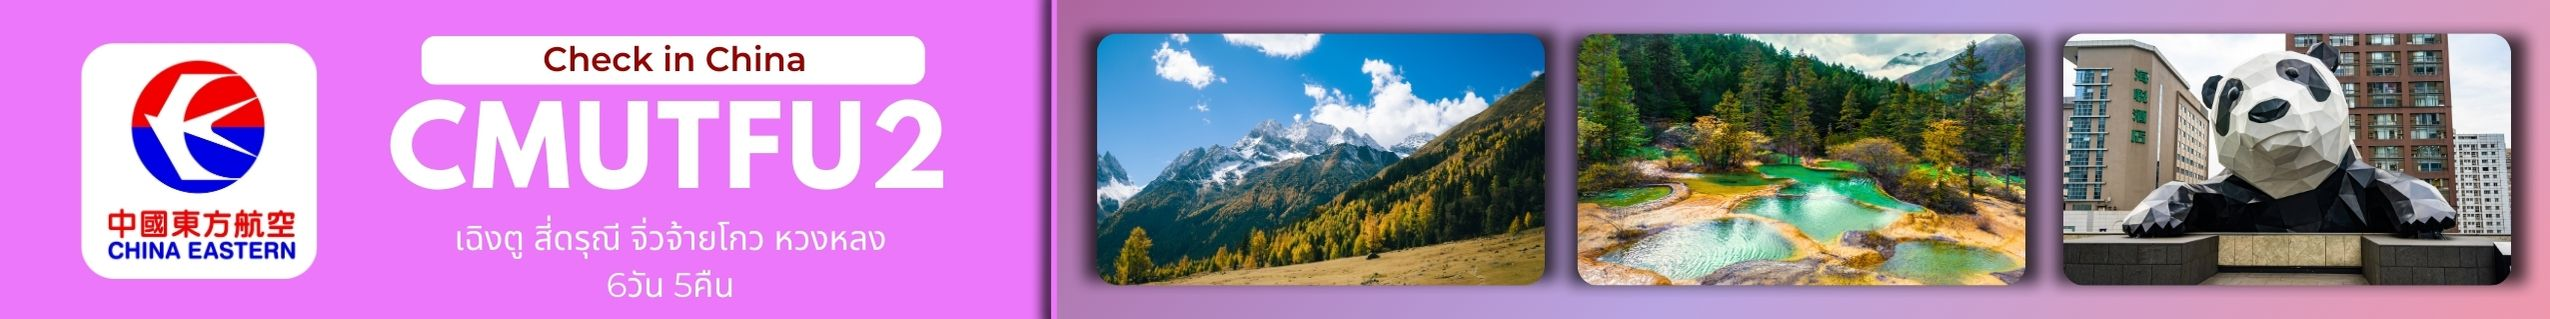 Check in China
CMUTFU2
เฉิงตู สี่ดรุณี จิ่วจ้ายโกว หวงหลง
6วัน 5คืน
中國東方航空
CHINA EASTERN